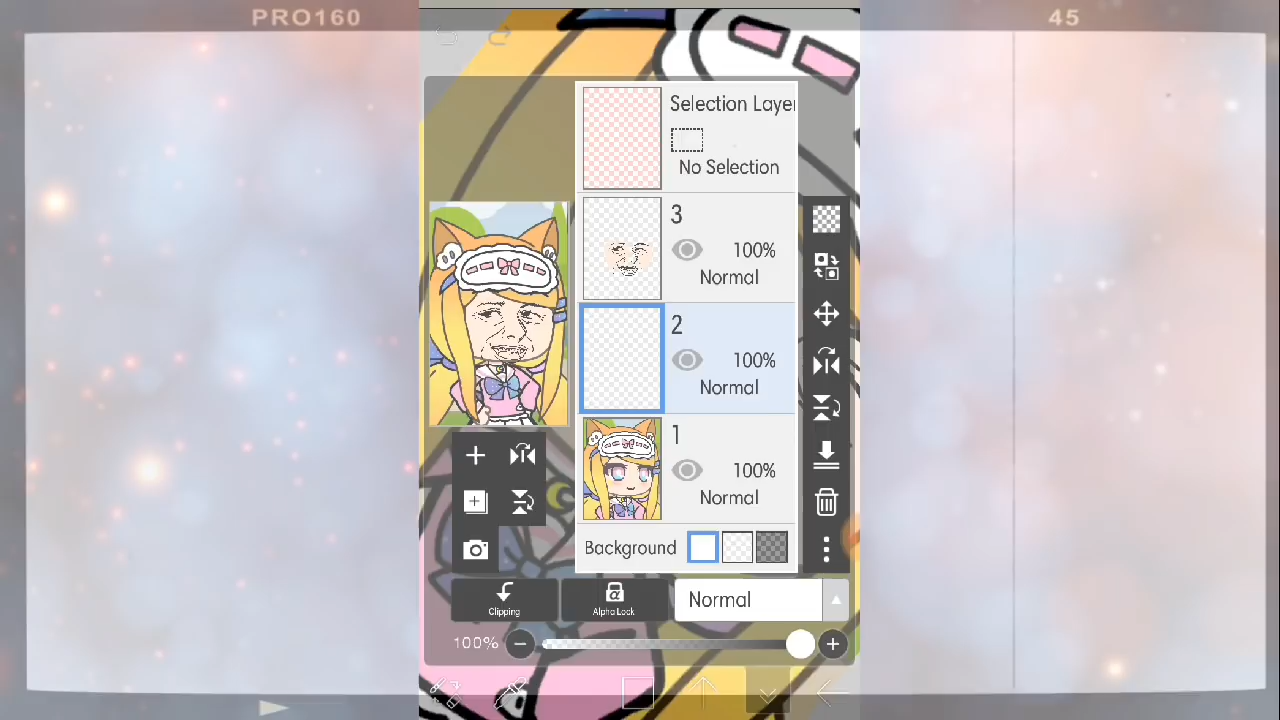 PRO160
45
Selection Layer
No Selection
3
100%
Normal
2
100%
Normal
1
100%
Normal
Background
Clipping
Alpha Lock
Normal
100%